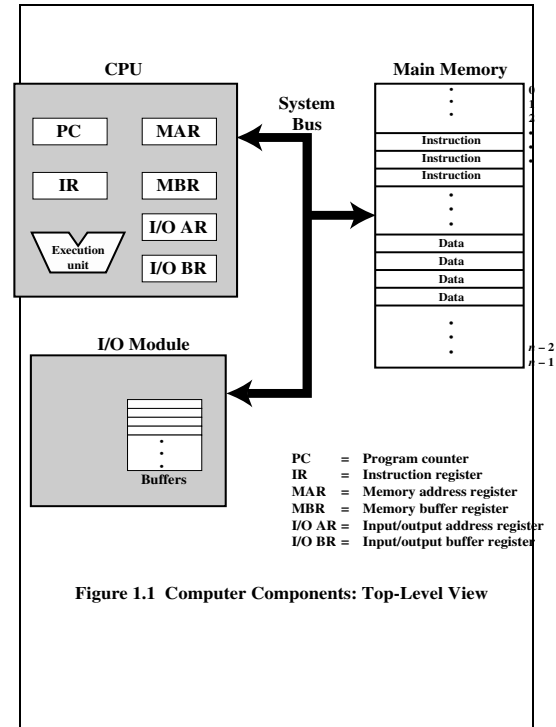 CPU
Main Memory
System
Bus
PC
MAR
IR
MBR
I/O AR
I/O BR
Execution
unit
0
1
2
Instruction
Instruction
Instruction
Data
Data
Data
Data
n – 2
n – 1
I/O Module
Buffers
PC = Program counter
IR = Instruction register
MAR = Memory address register
MBR = Memory buffer register
I/O AR = Input/output address register
I/O BR = Input/output buffer register
Figure 1.1 Computer Components: Top-Level View